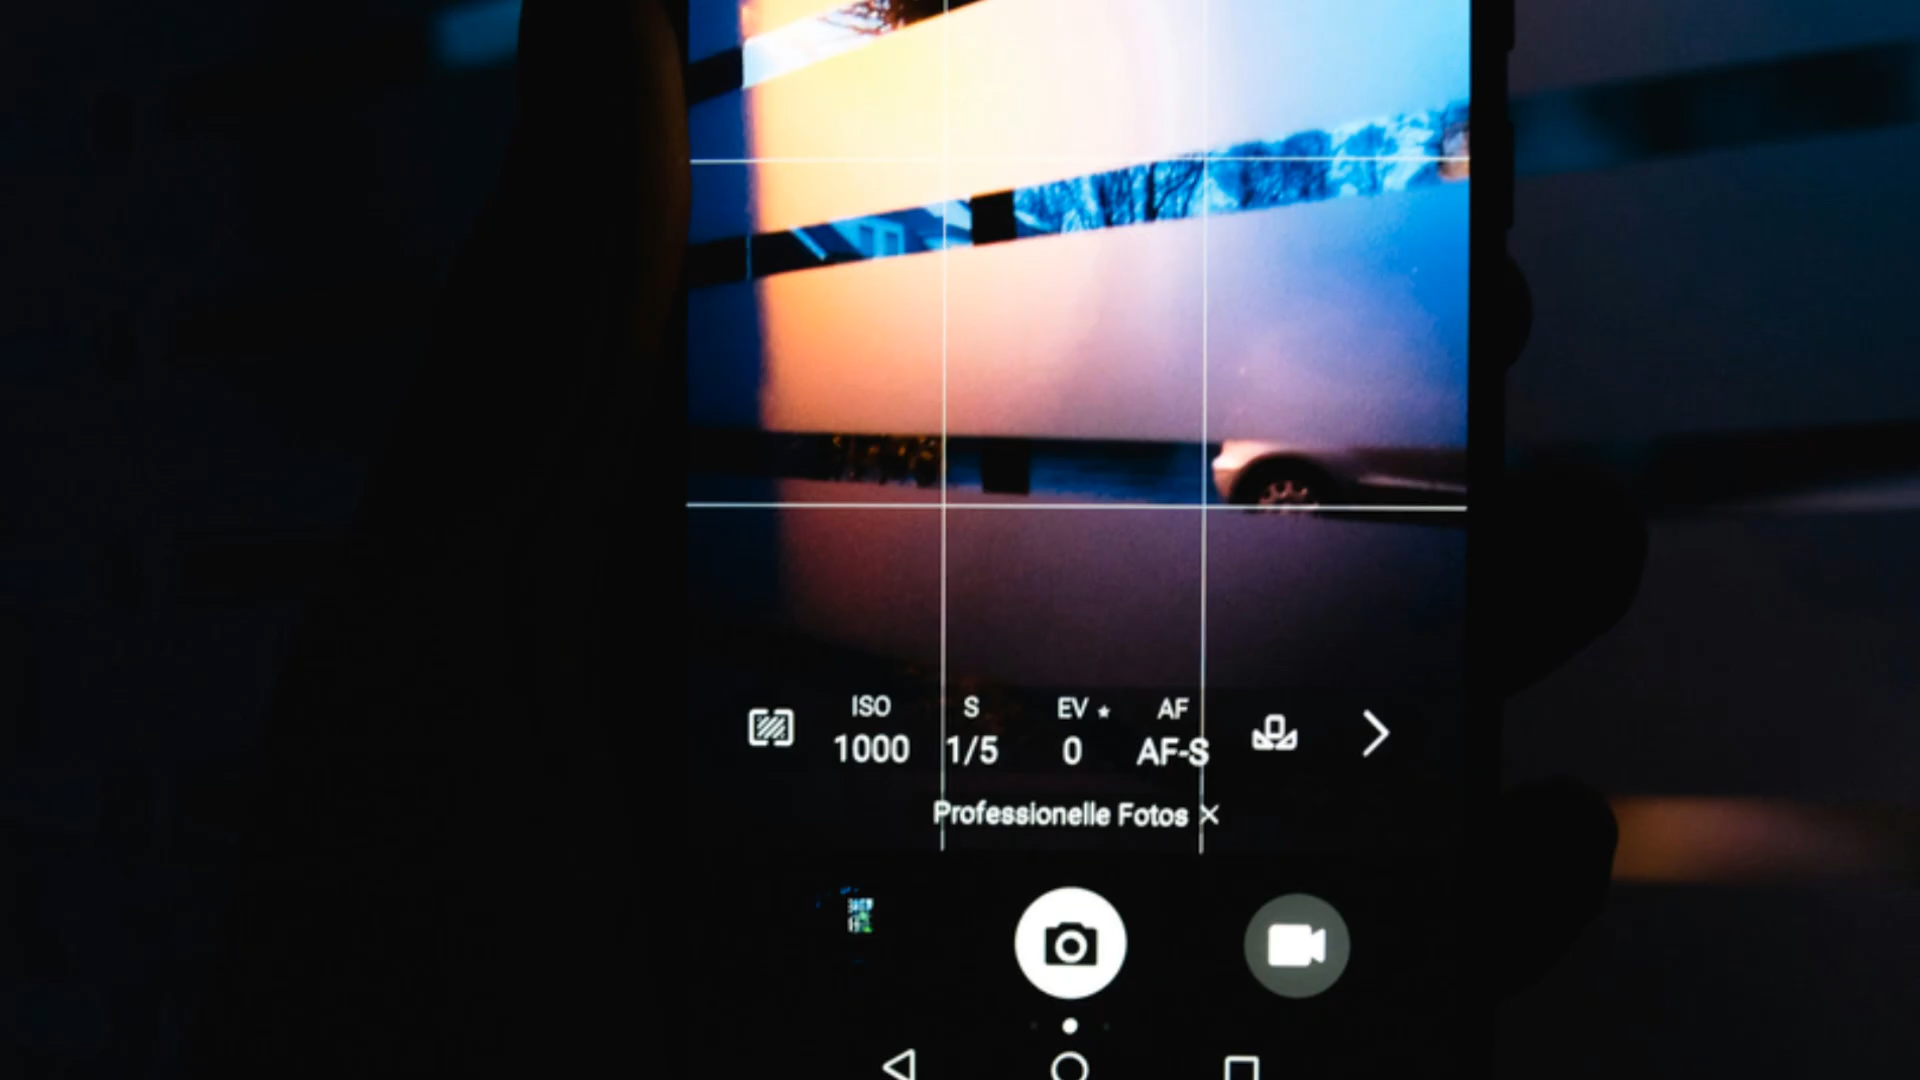 ISO S EV ★ AF
1000 1/5 0 AF-S
Professionelle Fotos ×